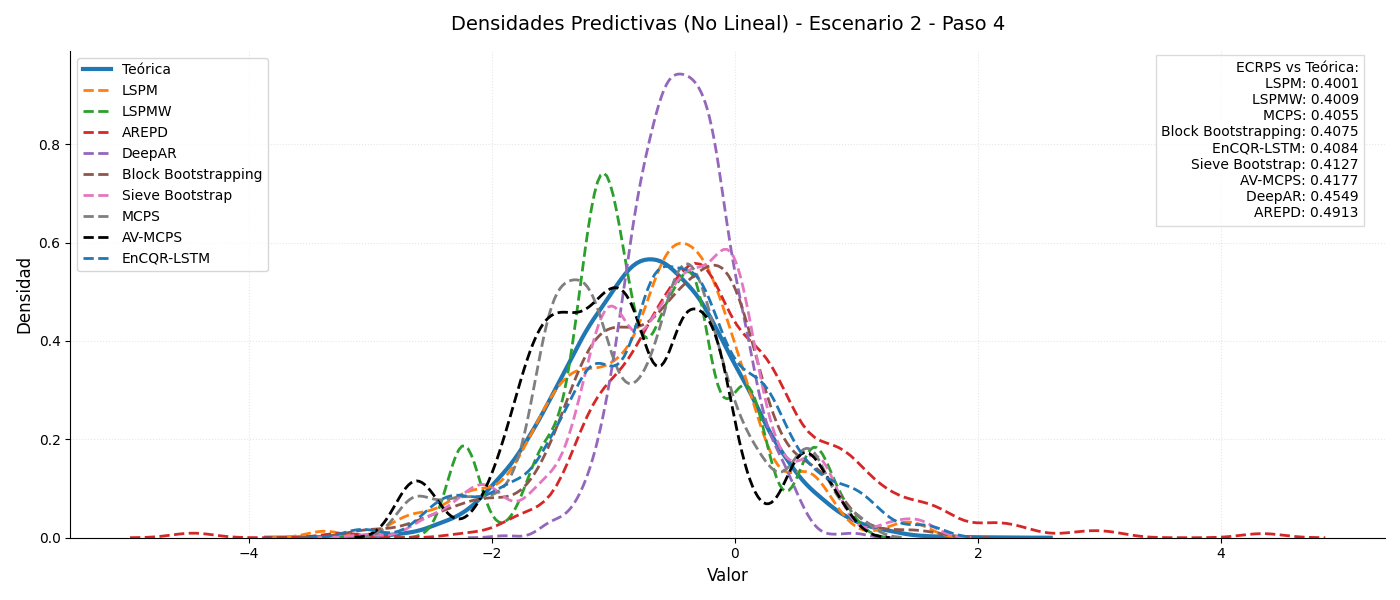 Densidades Predictivas (No Lineal) - Escenario 2 - Paso 4
Teórica
LSPM
LSPMW
AREPD
DeepAR
Block Bootstrapping
Sieve Bootstrap
MCPS
AV-MCPS
EnCQR-LSTM
ECRPS vs Teórica:
LSPM: 0.4001
LSPMW: 0.4009
MCPS: 0.4055
Block Bootstrapping: 0.4075
EnCQR-LSTM: 0.4084
Sieve Bootstrap: 0.4127
AV-MCPS: 0.4177
DeepAR: 0.4549
AREPD: 0.4913
Densidad
0.8
0.6
0.4
0.2
0.0
−4
−2
0
2
4
Valor